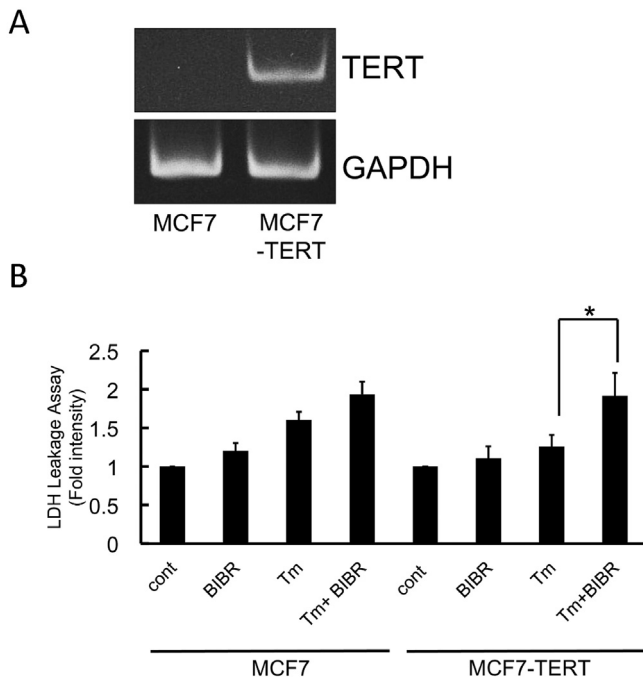 A
TERT
GAPDH
MCF7
MCF7
-TERT
B
LDH Leakage Assay
(Fold intensity)
2.5
2
1.5
1
0.5
0
*
cont
BIBR
Tm
Tm+ BIBR
cont
BIBR
Tm
Tm+BIBR
MCF7
MCF7-TERT